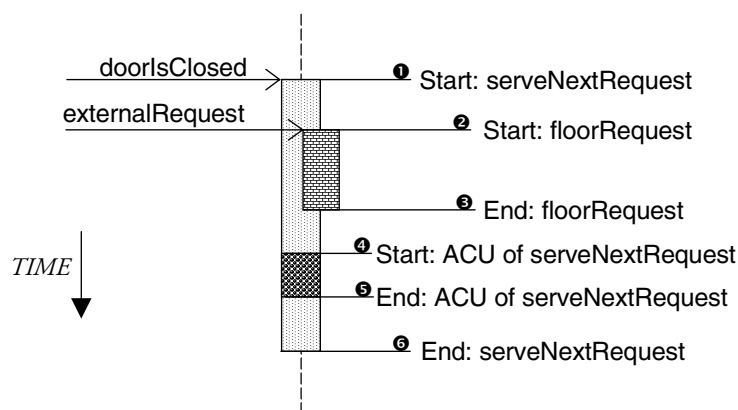 doorIsClosed
❶ Start: serveNextRequest
externalRequest
❷ Start: floorRequest
❸ End: floorRequest
❹ Start: ACU of serveNextRequest
TIME
❺ End: ACU of serveNextRequest
❻ End: serveNextRequest